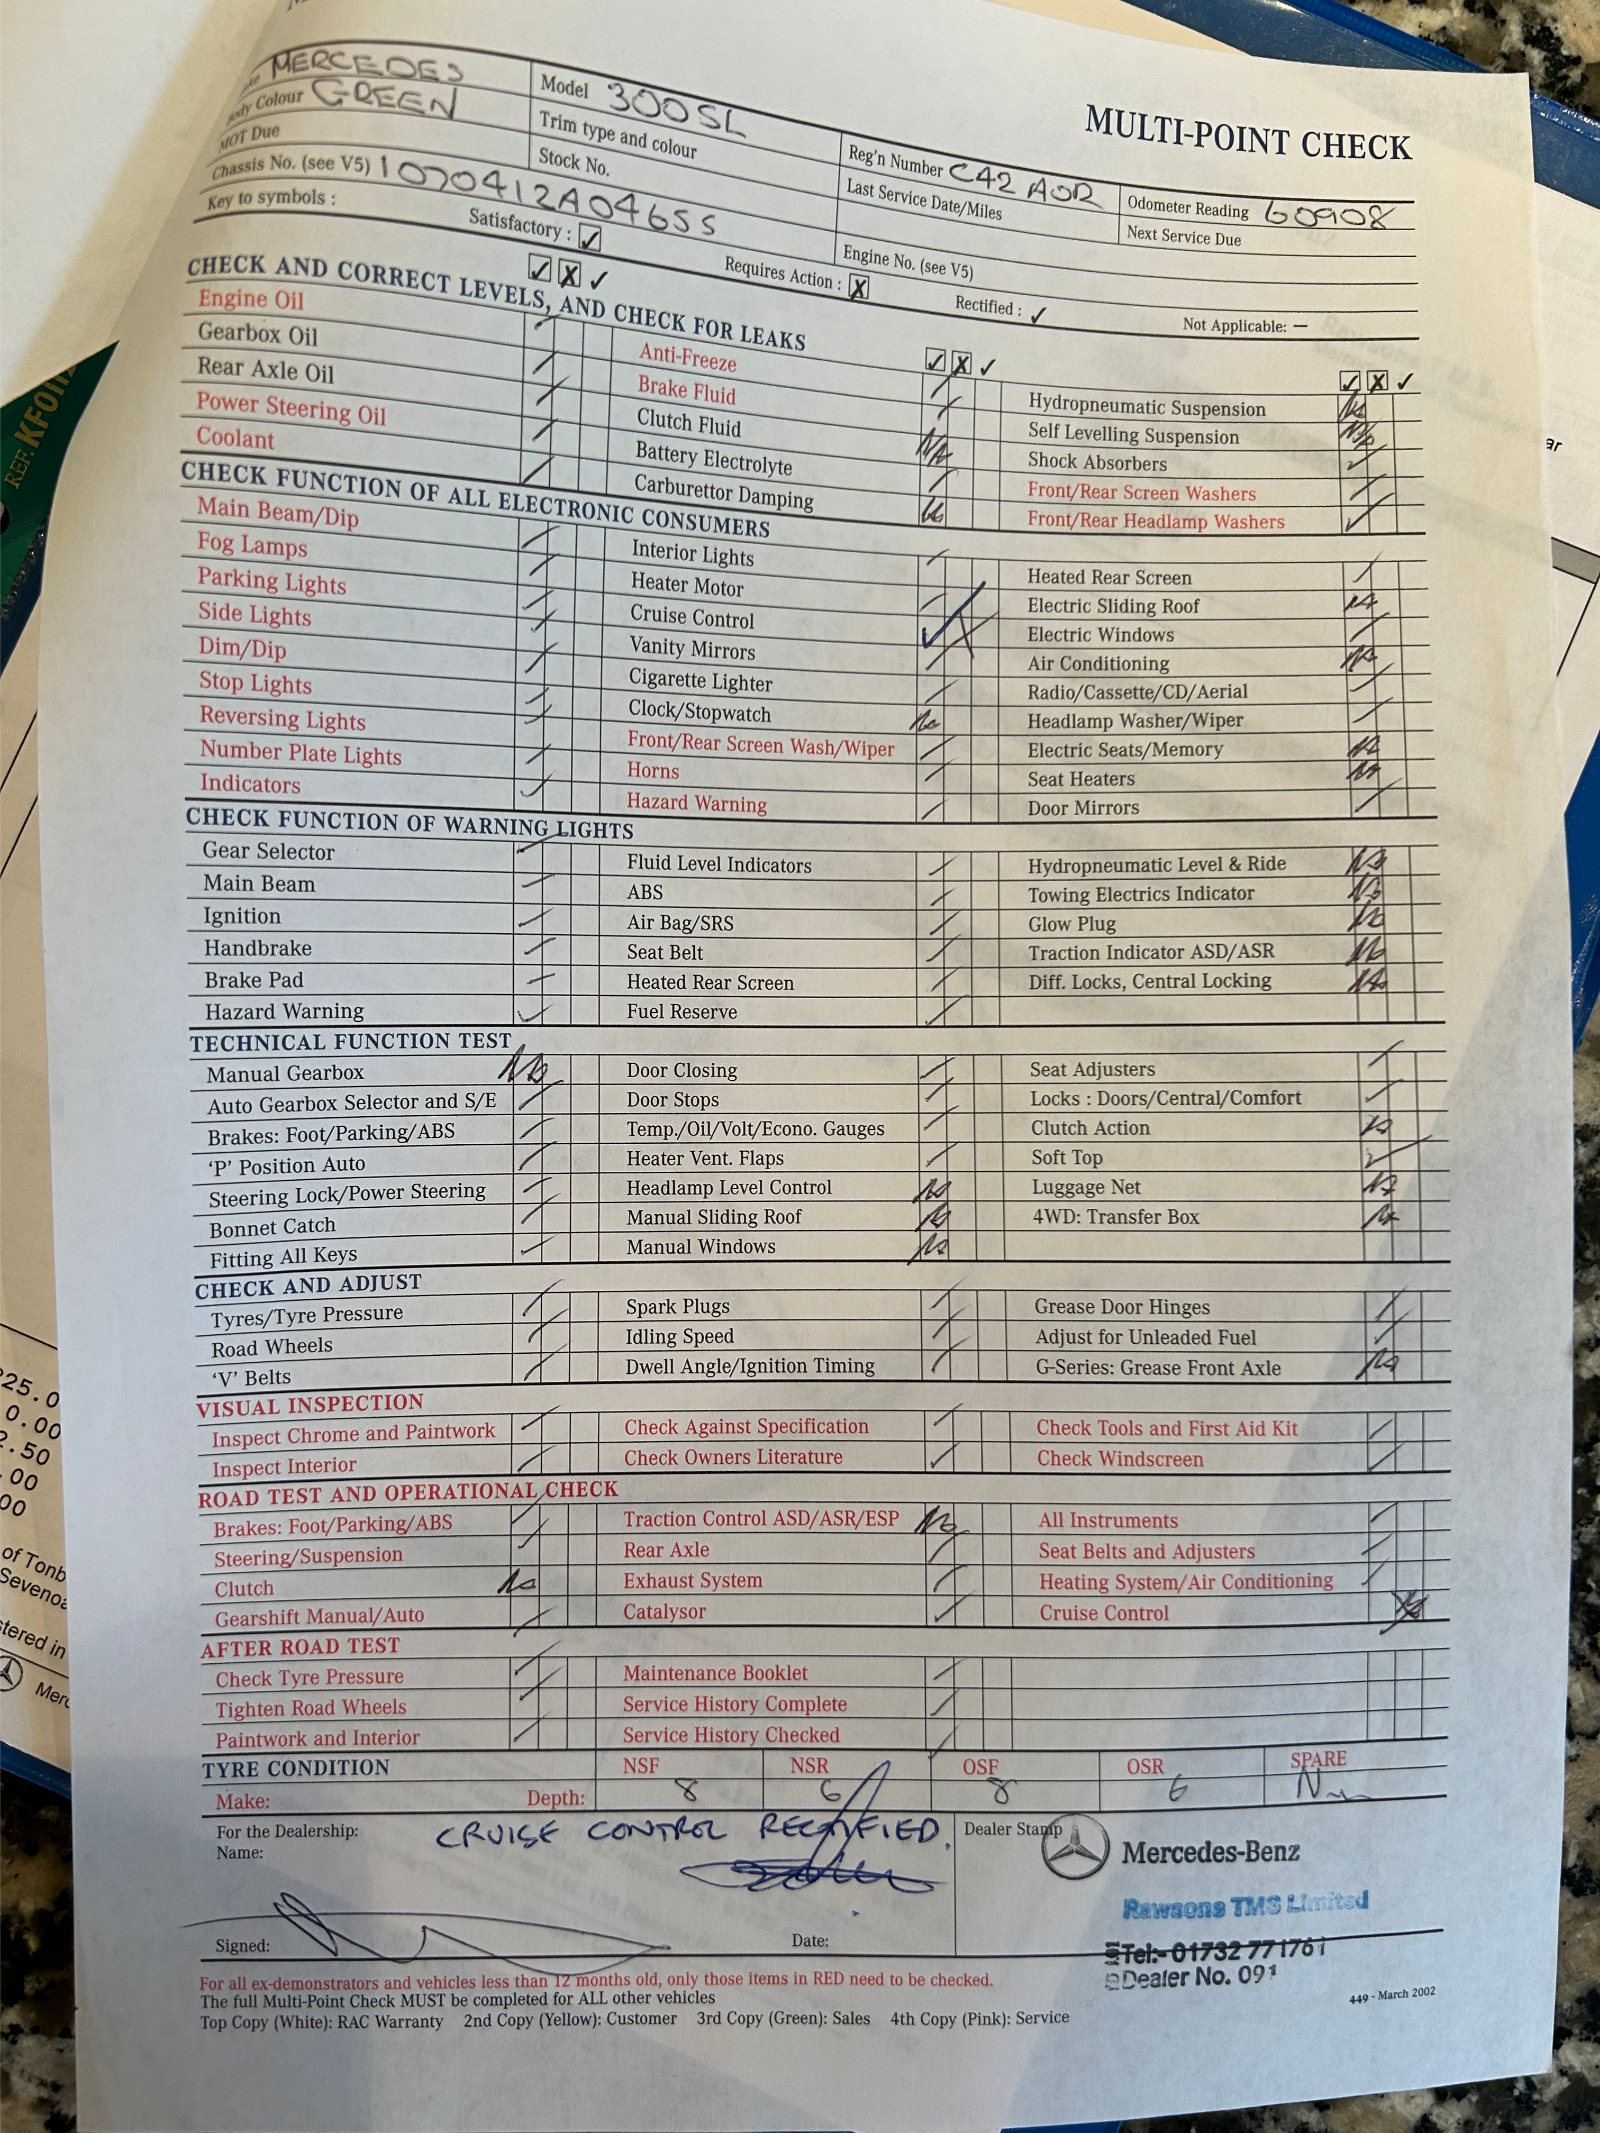 MULTI-POINT CHECK
MERCEDES
Model 300SL
Body Colour GREEN
Trim type and colour
Reg'n Number C42 AOR
Odometer Reading 60908
MOT Due
Stock No.
Last Service Date/Miles
Next Service Due
Chassis No. (see V5) 1070412A046SS
Engine No. (see V5)
Key to symbols :
Satisfactory : ✓
Requires Action : X
Rectified : ✓
Not Applicable: —
CHECK AND CORRECT LEVELS, AND CHECK FOR LEAKS
Engine Oil
Gearbox Oil
Rear Axle Oil
Power Steering Oil
Coolant
Anti-Freeze
Brake Fluid
Clutch Fluid N/A
Battery Electrolyte
Carburettor Damping
Hydropneumatic Suspension
Self Levelling Suspension
Shock Absorbers
Front/Rear Screen Washers
Front/Rear Headlamp Washers
CHECK FUNCTION OF ALL ELECTRONIC CONSUMERS
Main Beam/Dip
Fog Lamps
Parking Lights
Side Lights
Dim/Dip
Stop Lights
Reversing Lights
Number Plate Lights
Indicators
Interior Lights
Heater Motor
Cruise Control
Vanity Mirrors
Cigarette Lighter
Clock/Stopwatch
Front/Rear Screen Wash/Wiper
Horns
Hazard Warning
Heated Rear Screen
Electric Sliding Roof
Electric Windows
Air Conditioning
Radio/Cassette/CD/Aerial
Headlamp Washer/Wiper
Electric Seats/Memory
Seat Heaters
Door Mirrors
CHECK FUNCTION OF WARNING LIGHTS
Gear Selector
Main Beam
Ignition
Handbrake
Brake Pad
Hazard Warning
Fluid Level Indicators
ABS
Air Bag/SRS
Seat Belt
Heated Rear Screen
Fuel Reserve
Hydropneumatic Level & Ride
Towing Electrics Indicator
Glow Plug
Traction Indicator ASD/ASR
Diff. Locks, Central Locking
TECHNICAL FUNCTION TEST
Manual Gearbox
Auto Gearbox Selector and S/E
Brakes: Foot/Parking/ABS
'P' Position Auto
Steering Lock/Power Steering
Bonnet Catch
Fitting All Keys
Door Closing
Door Stops
Temp./Oil/Volt/Econo. Gauges
Heater Vent. Flaps
Headlamp Level Control
Manual Sliding Roof
Manual Windows
Seat Adjusters
Locks : Doors/Central/Comfort
Clutch Action
Soft Top
Luggage Net
4WD: Transfer Box
CHECK AND ADJUST
Tyres/Tyre Pressure
Road Wheels
'V' Belts
Spark Plugs
Idling Speed
Dwell Angle/Ignition Timing
Grease Door Hinges
Adjust for Unleaded Fuel
G-Series: Grease Front Axle
VISUAL INSPECTION
Inspect Chrome and Paintwork
Inspect Interior
Check Against Specification
Check Owners Literature
Check Tools and First Aid Kit
Check Windscreen
ROAD TEST AND OPERATIONAL CHECK
Brakes: Foot/Parking/ABS
Steering/Suspension
Clutch
Gearshift Manual/Auto
Traction Control ASD/ASR/ESP
Rear Axle
Exhaust System
Catalysor
All Instruments
Seat Belts and Adjusters
Heating System/Air Conditioning
Cruise Control
AFTER ROAD TEST
Check Tyre Pressure
Tighten Road Wheels
Paintwork and Interior
Maintenance Booklet
Service History Complete
Service History Checked
TYRE CONDITION NSF NSR OSF OSR SPARE
Make: Depth: 8 6 8 6
For the Dealership:
Name:
CRUISE CONTROL RECTIFIED.
Signed:
Date:
Dealer Stamp
Mercedes-Benz
Rawsons TMS Limited
Tel:- 01732 771761
Dealer No. 091
For all ex-demonstrators and vehicles less than 12 months old, only those items in RED need to be checked.
The full Multi-Point Check MUST be completed for ALL other vehicles
Top Copy (White): RAC Warranty 2nd Copy (Yellow): Customer 3rd Copy (Green): Sales 4th Copy (Pink): Service
449 - March 2002